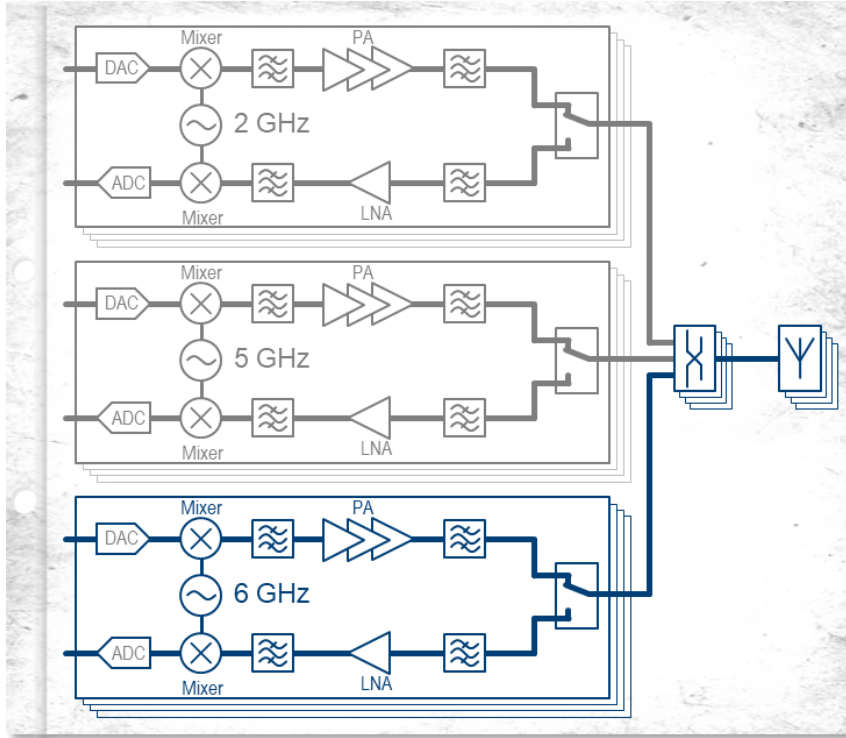 Mixer
PA
DAC
2 GHz
ADC
Mixer
LNA
Mixer
PA
DAC
5 GHz
ADC
Mixer
LNA
Mixer
PA
DAC
6 GHz
ADC
Mixer
LNA